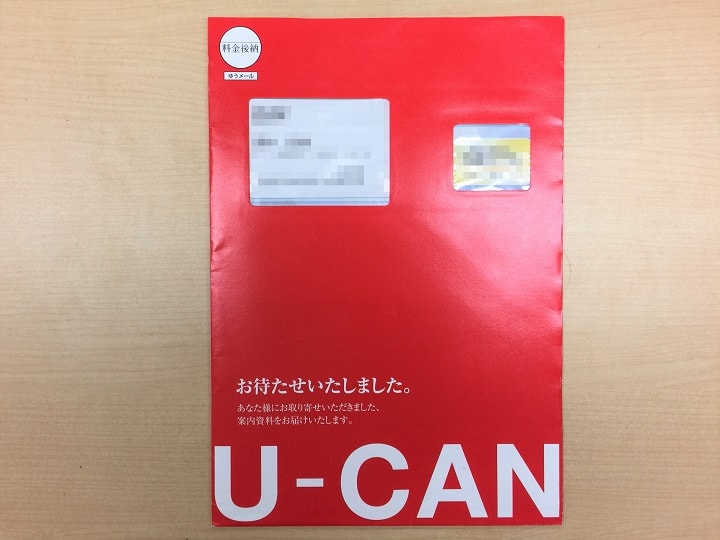 料金後納
ゆうメール
お待たせいたしました。
あなた様にお取り寄せいただきました、
案内資料をお届けいたします。
U-CAN